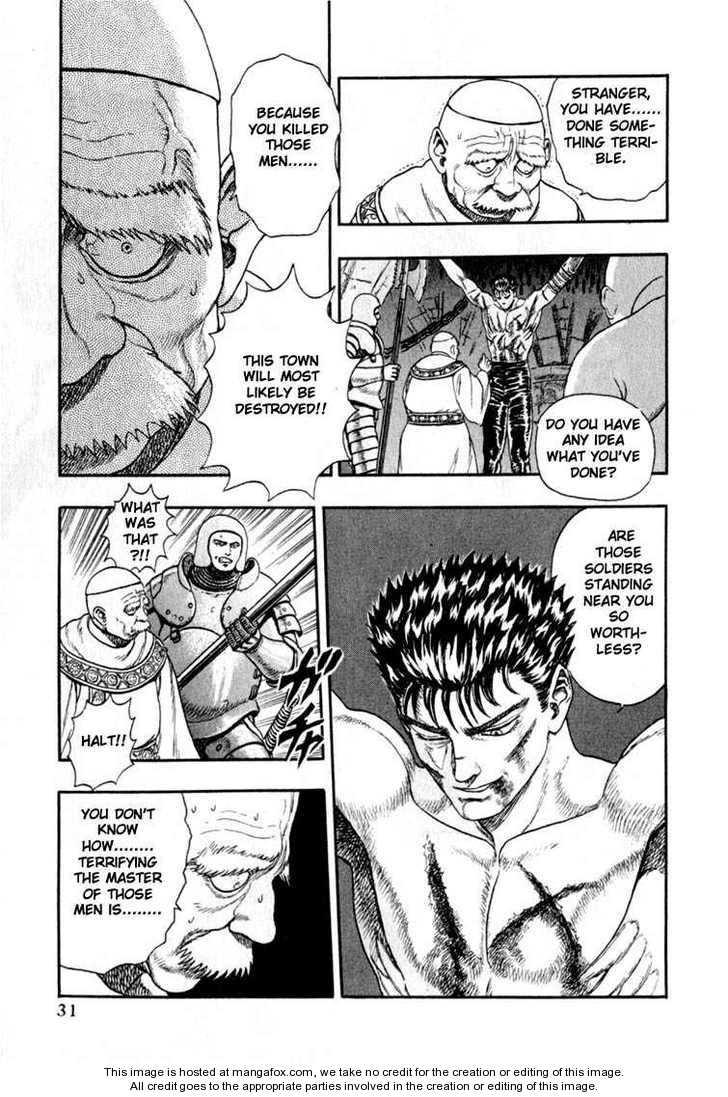 STRANGER,
YOU HAVE......
DONE SOME-
THING TERRI-
BLE.
DO YOU HAVE
ANY IDEA
WHAT YOU'VE
DONE?
BECAUSE
YOU KILLED
THOSE
MEN......
THIS TOWN
WILL MOST
LIKELY BE
DESTROYED!!
ARE
THOSE
SOLDIERS
STANDING
NEAR YOU
SO
WORTH-
LESS?
WHAT
WAS
THAT
?!!
ガチャ
HALT!!
YOU DON'T
KNOW
HOW........
TERRIFYING
THE MASTER
OF THOSE
MEN IS........
31
This image is hosted at mangafox.com, we take no credit for the creation or editing of this image.
All credit goes to the appropriate parties involved in the creation or editing of this image.